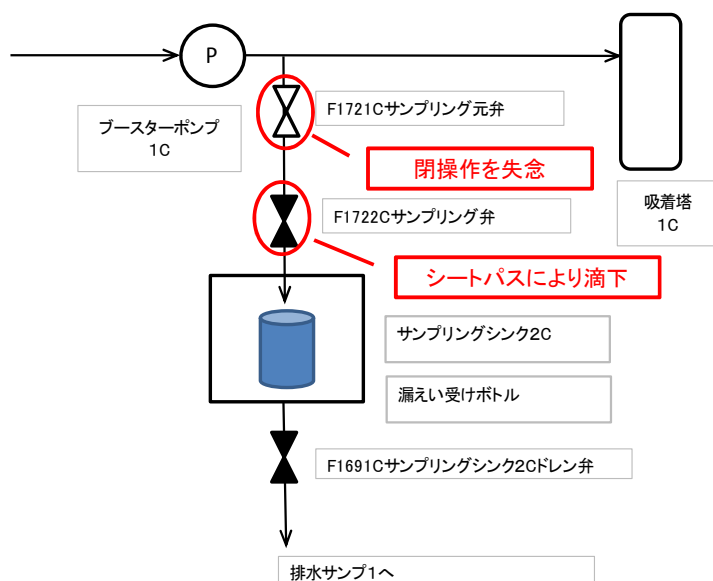 P
F1721Cサンプリング元弁
ブースターポンプ
1C
閉操作を失念
吸着塔
1C
F1722Cサンプリング弁
シートパスにより滴下
サンプリングシンク2C
漏えい受けボトル
F1691Cサンプリングシンク2Cドレン弁
排水サンプ1へ